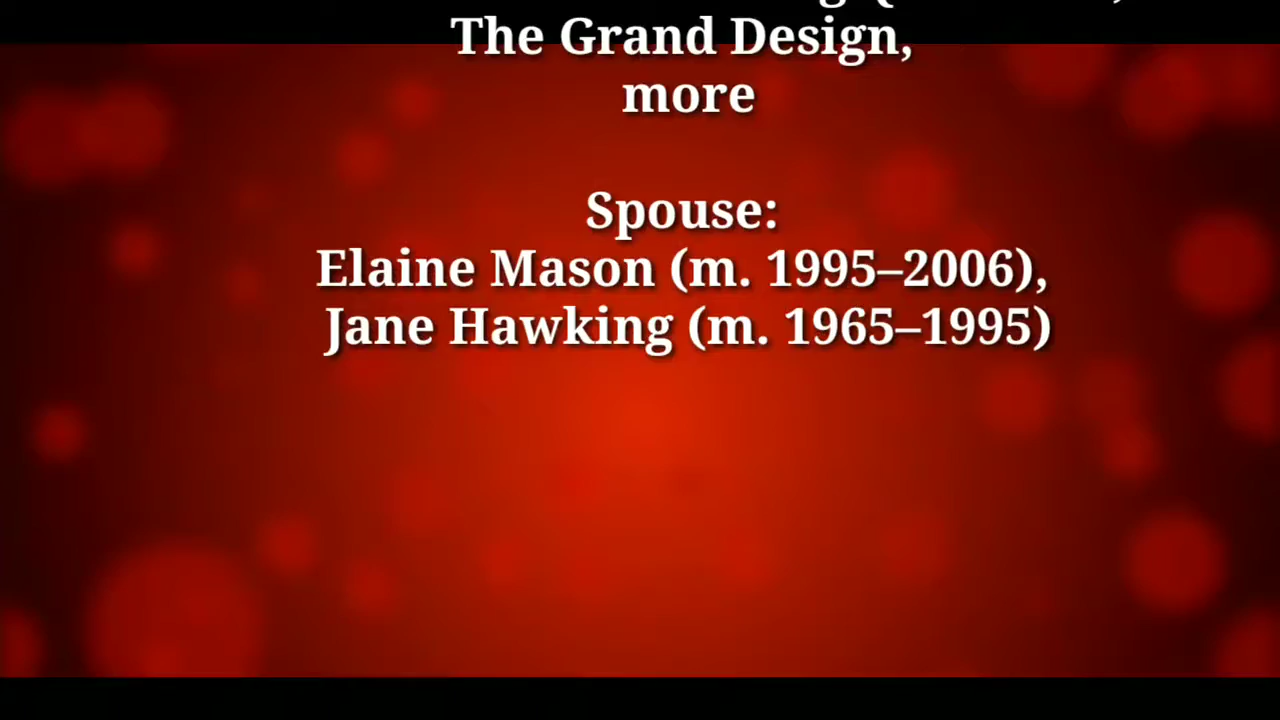 The Grand Design,
more
Spouse:
Elaine Mason (m. 1995–2006),
Jane Hawking (m. 1965–1995)